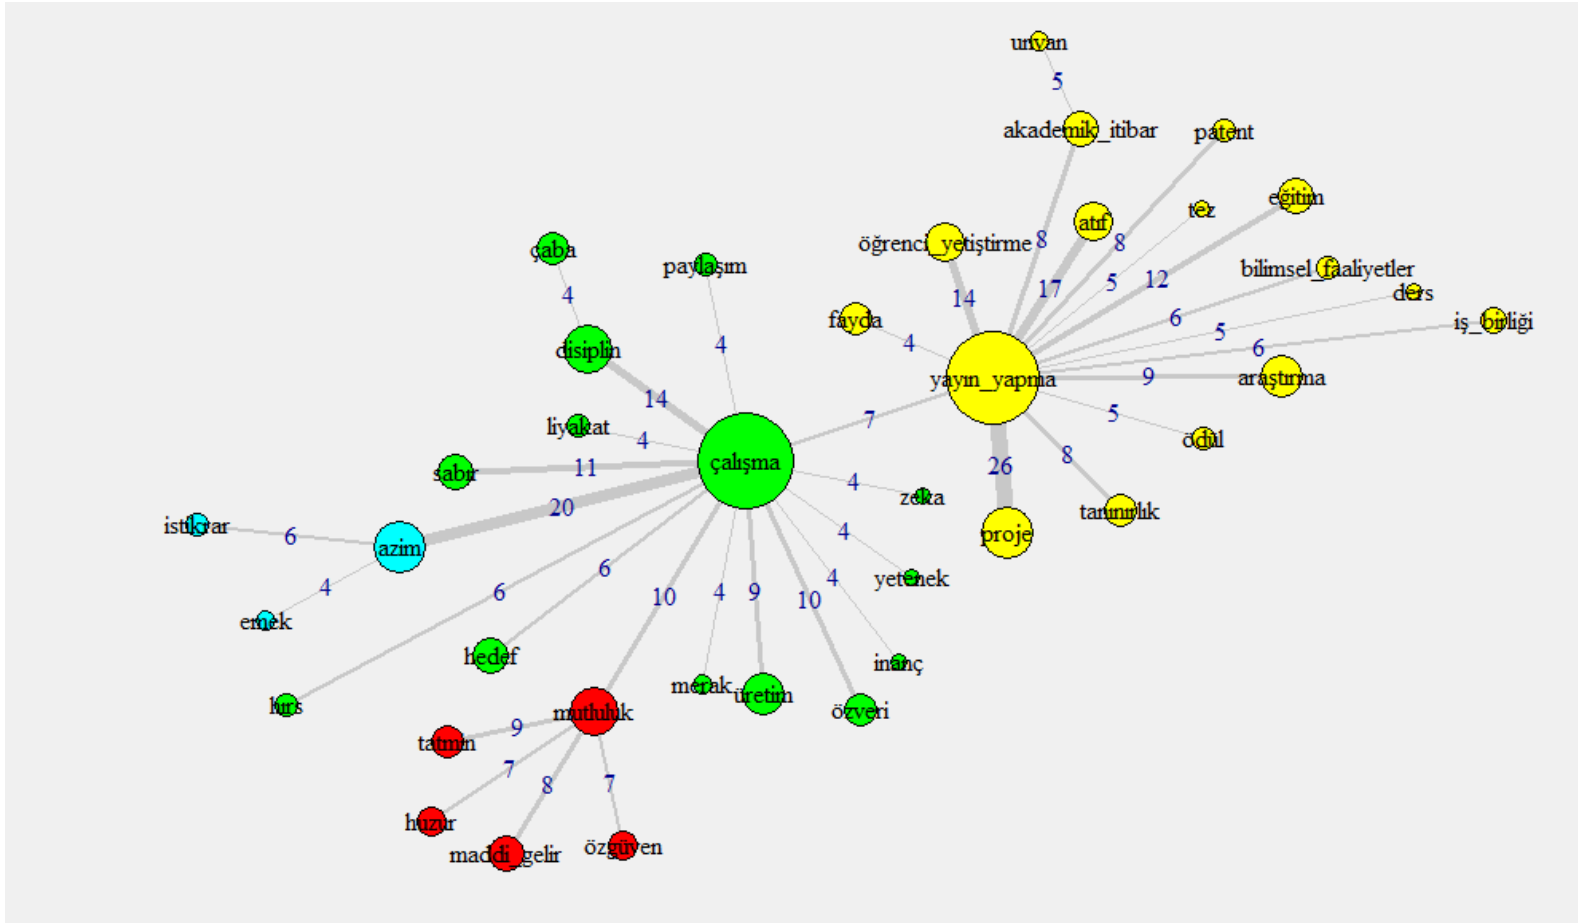 unvan
5
akademik_itibar
patent
eğitim
tez
atıf
öğrenci_yetiştirme
8
8
çaba
paylaşım
bilimsel_faaliyetler
12
5
17
14
ders
4
6
fayda
5
iş_birliği
4
4
6
disiplin
yayın_yapma
9
araştırma
14
7
5
liyakat
4
ödül
8
çalışma
11
26
sabır
4
zeka
20
tanınırlık
istikrar
6
azim
4
proje
6
4
yetenek
4
6
10
4
9
10
emek
hedef
inanç
merak
üretim
hırs
mutluluk
özveri
9
tatmin
7
8
7
huzur
maddi_gelir
özgüven